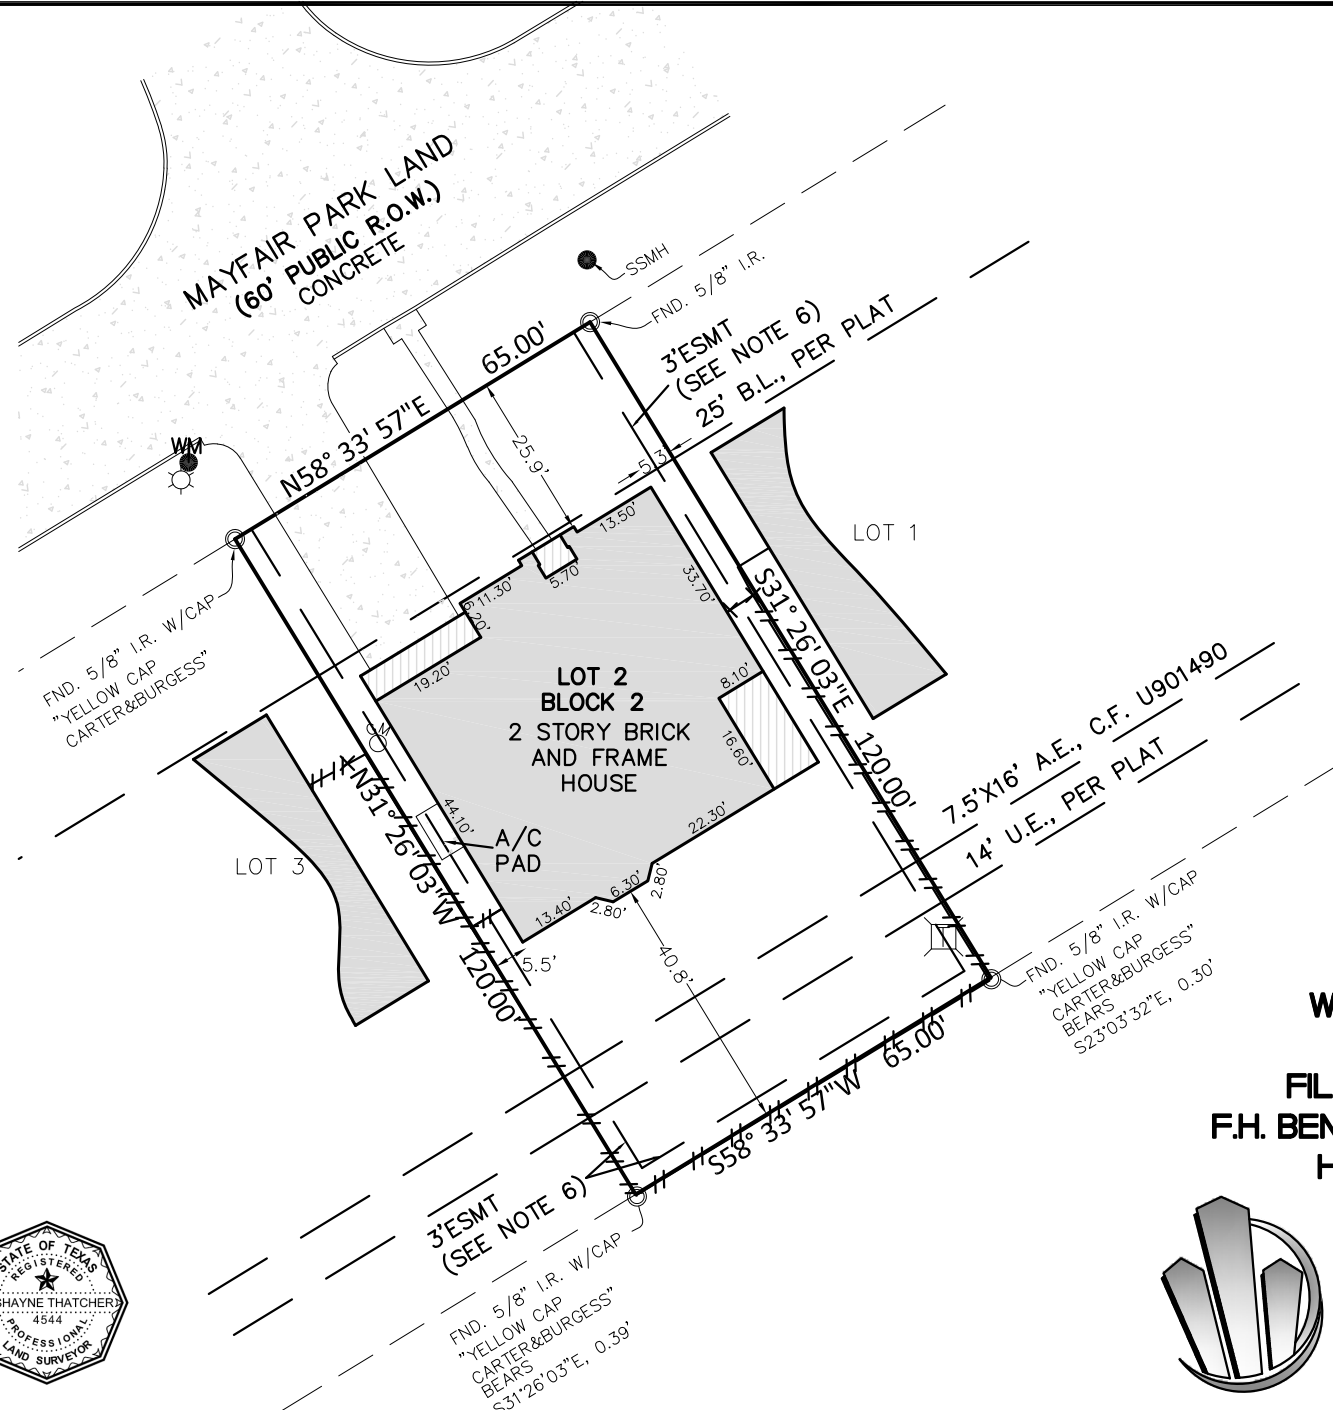 MAYFAIR PARK LAND
(60' PUBLIC R.O.W.)
CONCRETE
SSMH
FND. 5/8" I.R.
65.00'
N58° 33' 57"E
3'ESMT
(SEE NOTE 6)
25' B.L., PER PLAT
WM
25.9'
5.3'
13.50'
LOT 1
5.70'
11.30'
6.20'
33.70'
S31° 26' 03"E 120.00'
FND. 5/8" I.R. W/CAP
"YELLOW CAP
CARTER&BURGESS"
19.20'
LOT 2
BLOCK 2
2 STORY BRICK
AND FRAME
HOUSE
8.10'
16.60'
GM
N31° 26' 03"W 120.00'
44.10'
A/C
PAD
22.30'
LOT 3
7.5'X16' A.E., C.F. U901490
14' U.E., PER PLAT
6.30'
2.80'
2.80'
13.40'
5.5'
40.8'
T
FND. 5/8" I.R. W/CAP
"YELLOW CAP
CARTER&BURGESS"
BEARS
S23°03'32"E, 0.30'
S58° 33' 57"W 65.00'
3'ESMT
(SEE NOTE 6)
FND. 5/8" I.R. W/CAP
"YELLOW CAP
CARTER&BURGESS"
BEARS
S31°26'03"E, 0.39'
W
FIL
F.H. BEN
H
STATE OF TEXAS
REGISTERED
SHAYNE THATCHER
4544
PROFESSIONAL
LAND SURVEYOR